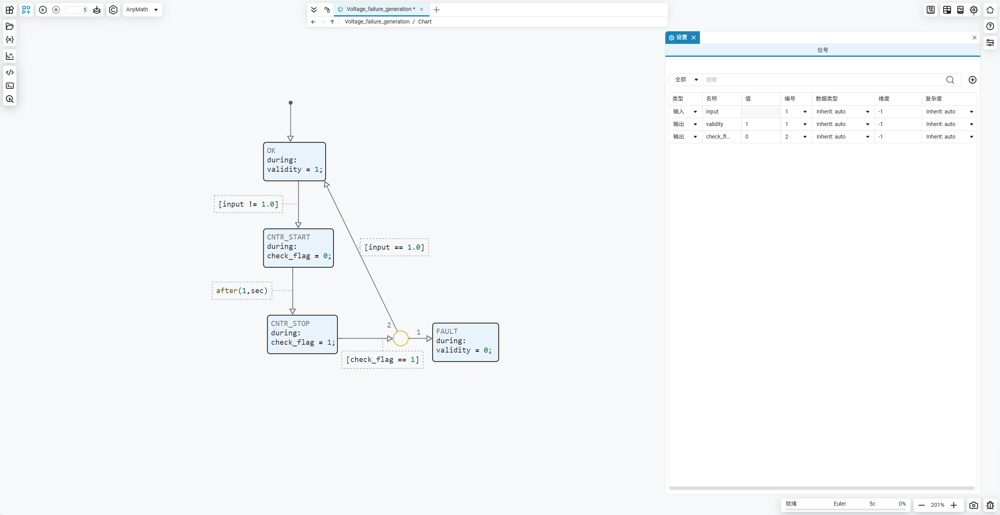 5
AnyMath
Voltage_failure_generation *
Voltage_failure_generation / Chart
设置
信号
全部
搜索
类型 名称 值 编号 数据类型 维度 复杂度
输入 input 1 Inherit: auto -1 Inherit: auto
输出 validity 1 1 Inherit: auto -1 Inherit: auto
输出 check_fl... 0 2 Inherit: auto -1 Inherit: auto
OK
during:
validity = 1;
[input != 1.0]
CNTR_START
during:
check_flag = 0;
[input == 1.0]
after(1,sec)
CNTR_STOP
during:
check_flag = 1;
2
1
[check_flag == 1]
FAULT
during:
validity = 0;
就绪 Euler 5c 0%
201%